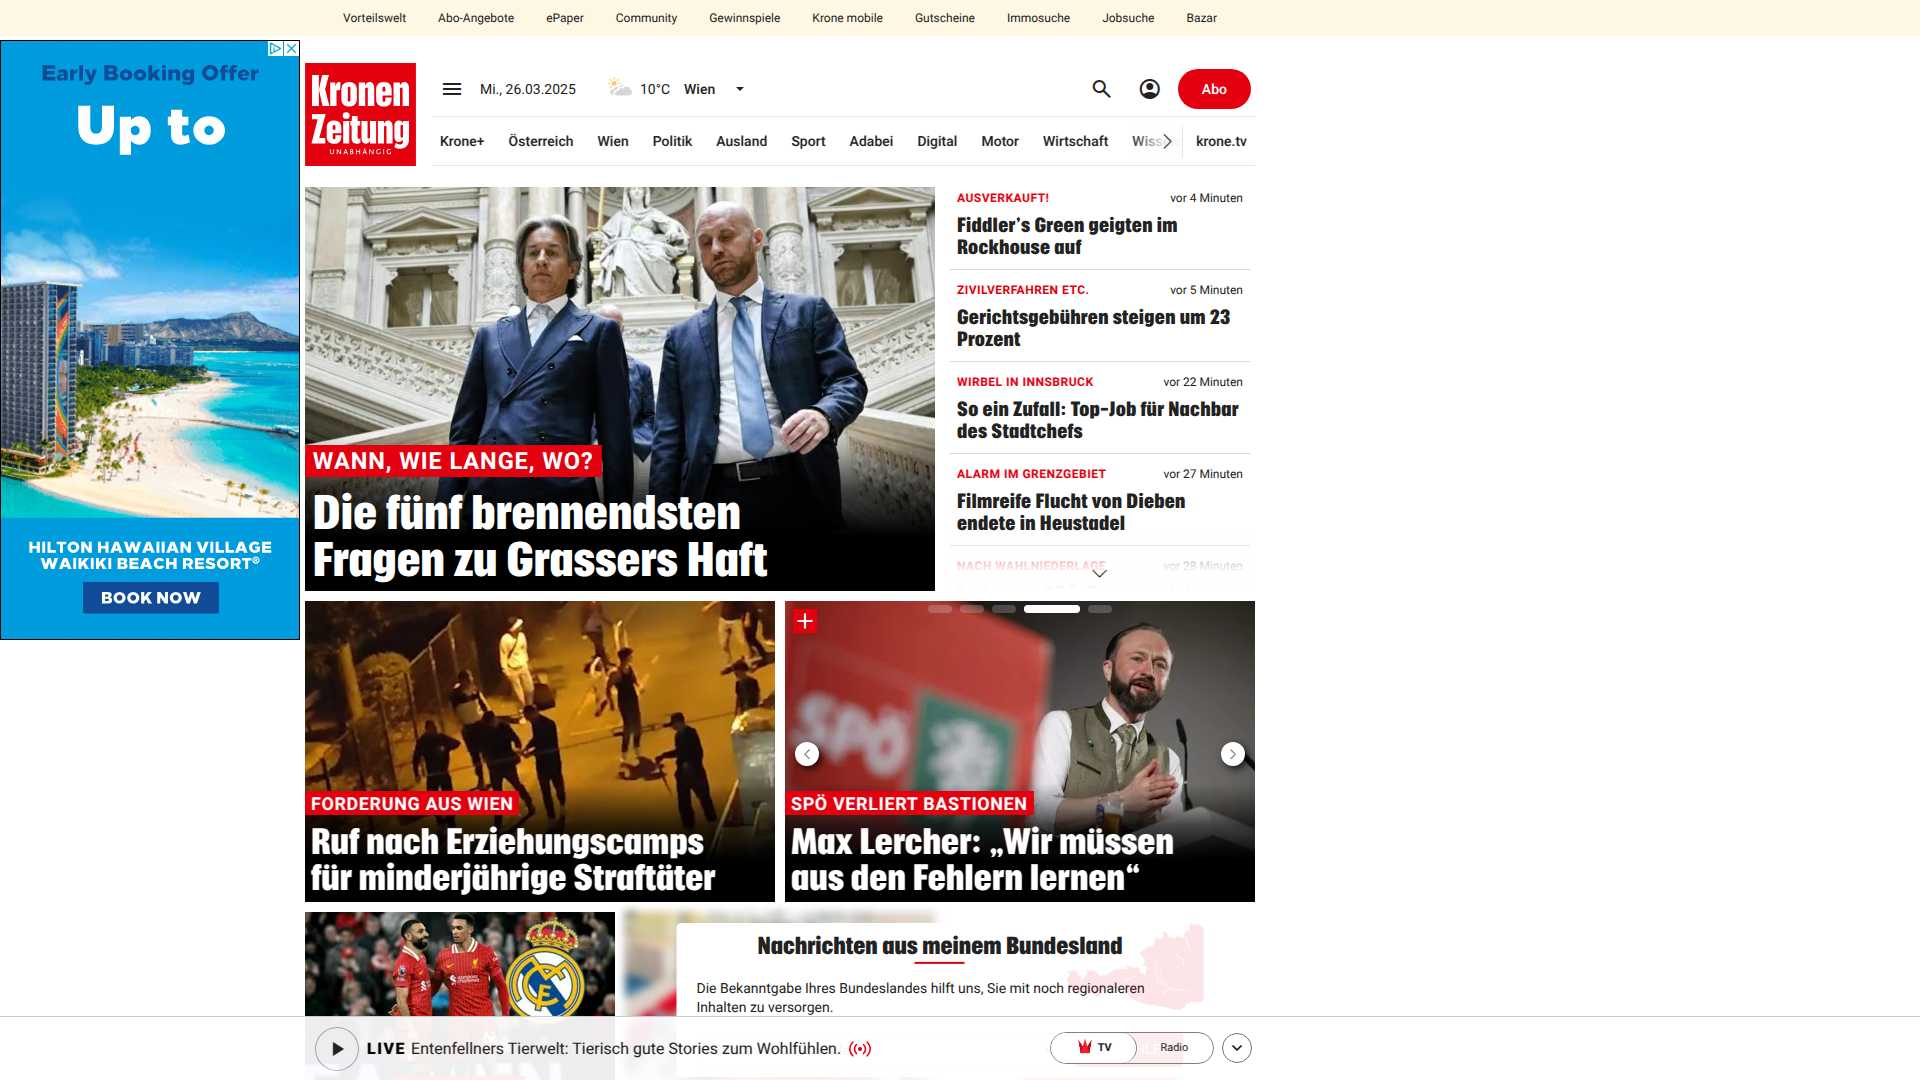 Vorteilswelt Abo-Angebote ePaper Community Gewinnspiele Krone mobile Gutscheine Immosuche Jobsuche Bazar
Early Booking Offer
Up to
HILTON HAWAIIAN VILLAGE
WAIKIKI BEACH RESORT®
BOOK NOW
Kronen
Zeitung
UNABHÄNGIG
Mi., 26.03.2025 10°C Wien
Abo
Krone+ Österreich Wien Politik Ausland Sport Adabei Digital Motor Wirtschaft Wiss krone.tv
WANN, WIE LANGE, WO?
Die fünf brennendsten
Fragen zu Grassers Haft
AUSVERKAUFT! vor 4 Minuten
Fiddler's Green geigten im
Rockhouse auf
ZIVILVERFAHREN ETC. vor 5 Minuten
Gerichtsgebühren steigen um 23
Prozent
WIRBEL IN INNSBRUCK vor 22 Minuten
So ein Zufall: Top-Job für Nachbar
des Stadtchefs
ALARM IM GRENZGEBIET vor 27 Minuten
Filmreife Flucht von Dieben
endete in Heustadel
NACH WAHLNIEDERLAGE vor 28 Minuten
FORDERUNG AUS WIEN
Ruf nach Erziehungscamps
für minderjährige Straftäter
SPÖ
SPÖ VERLIERT BASTIONEN
Max Lercher: „Wir müssen
aus den Fehlern lernen“
Nachrichten aus meinem Bundesland
Die Bekanntgabe Ihres Bundeslandes hilft uns, Sie mit noch regionaleren
Inhalten zu versorgen.
LIVE Entenfellners Tierwelt: Tierisch gute Stories zum Wohlfühlen.
TV Radio